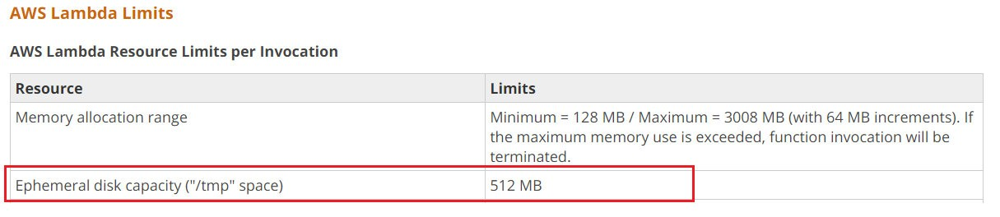 AWS Lambda Limits
AWS Lambda Resource Limits per Invocation
Resource Limits
Memory allocation range Minimum = 128 MB / Maximum = 3008 MB (with 64 MB increments). If
the maximum memory use is exceeded, function invocation will be
terminated.
Ephemeral disk capacity ("/tmp" space) 512 MB